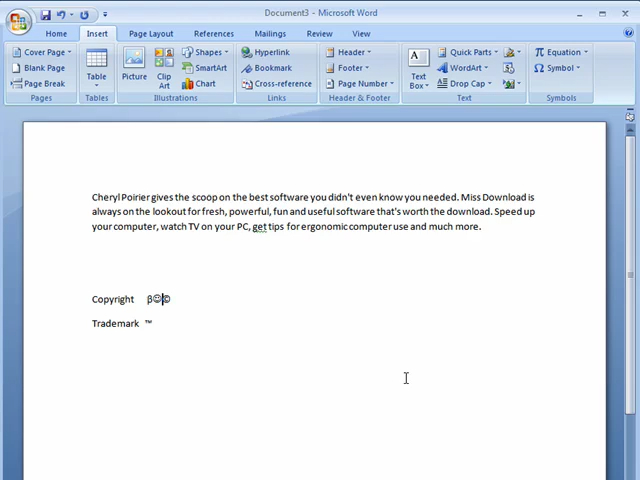 Document3 - Microsoft Word
Home Insert Page Layout References Mailings Review View
Cover Page Blank Page Page Break Pages
Table Tables
Picture Clip Art Shapes SmartArt Chart Illustrations
Hyperlink Bookmark Cross-reference Links
Header Footer Page Number Header & Footer
Text Box Quick Parts WordArt Drop Cap Text
Equation Symbol Symbols
Cheryl Poirier gives the scoop on the best software you didn't even know you needed. Miss Download is
always on the lookout for fresh, powerful, fun and useful software that's worth the download. Speed up
your computer, watch TV on your PC, get tips for ergonomic computer use and much more.
Copyright β☺©
Trademark ™